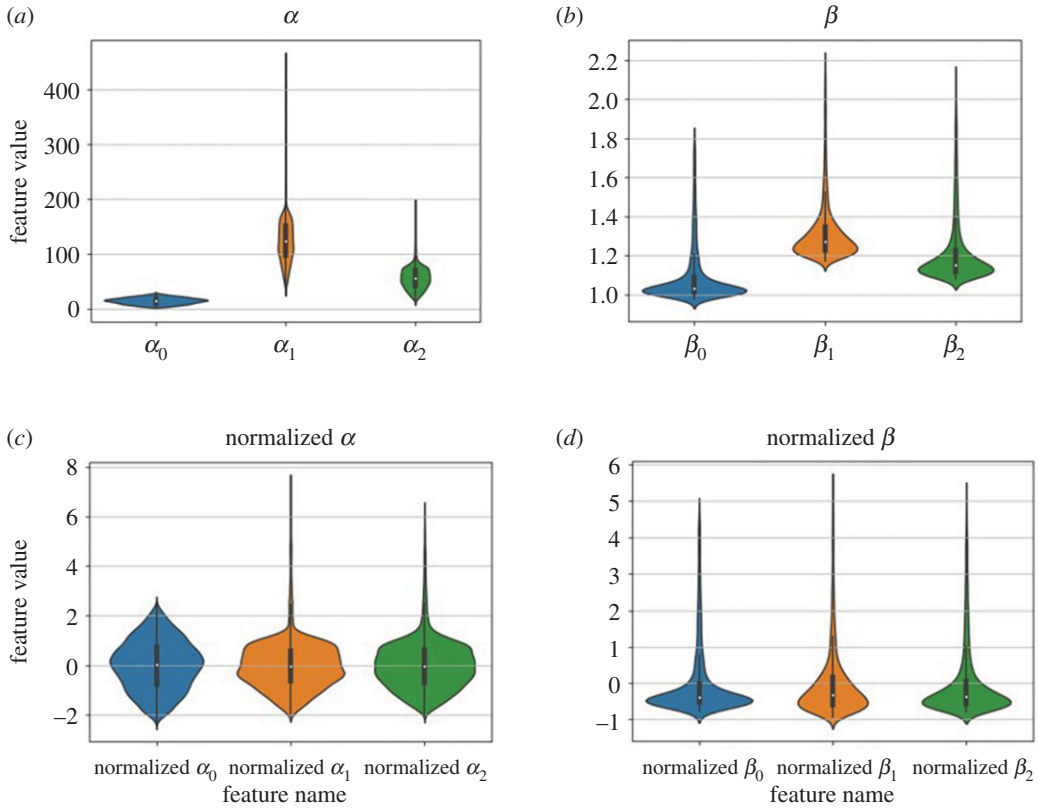 (a)
α
feature value
400
300
200
100
0
α0
α1
α2
(b)
β
2.2
2.0
1.8
1.6
1.4
1.2
1.0
β0
β1
β2
(c)
normalized α
feature value
8
6
4
2
0
−2
normalized α0
normalized α1
normalized α2
feature name
(d)
normalized β
6
5
4
3
2
1
−0
−1
normalized β0
normalized β1
normalized β2
feature name